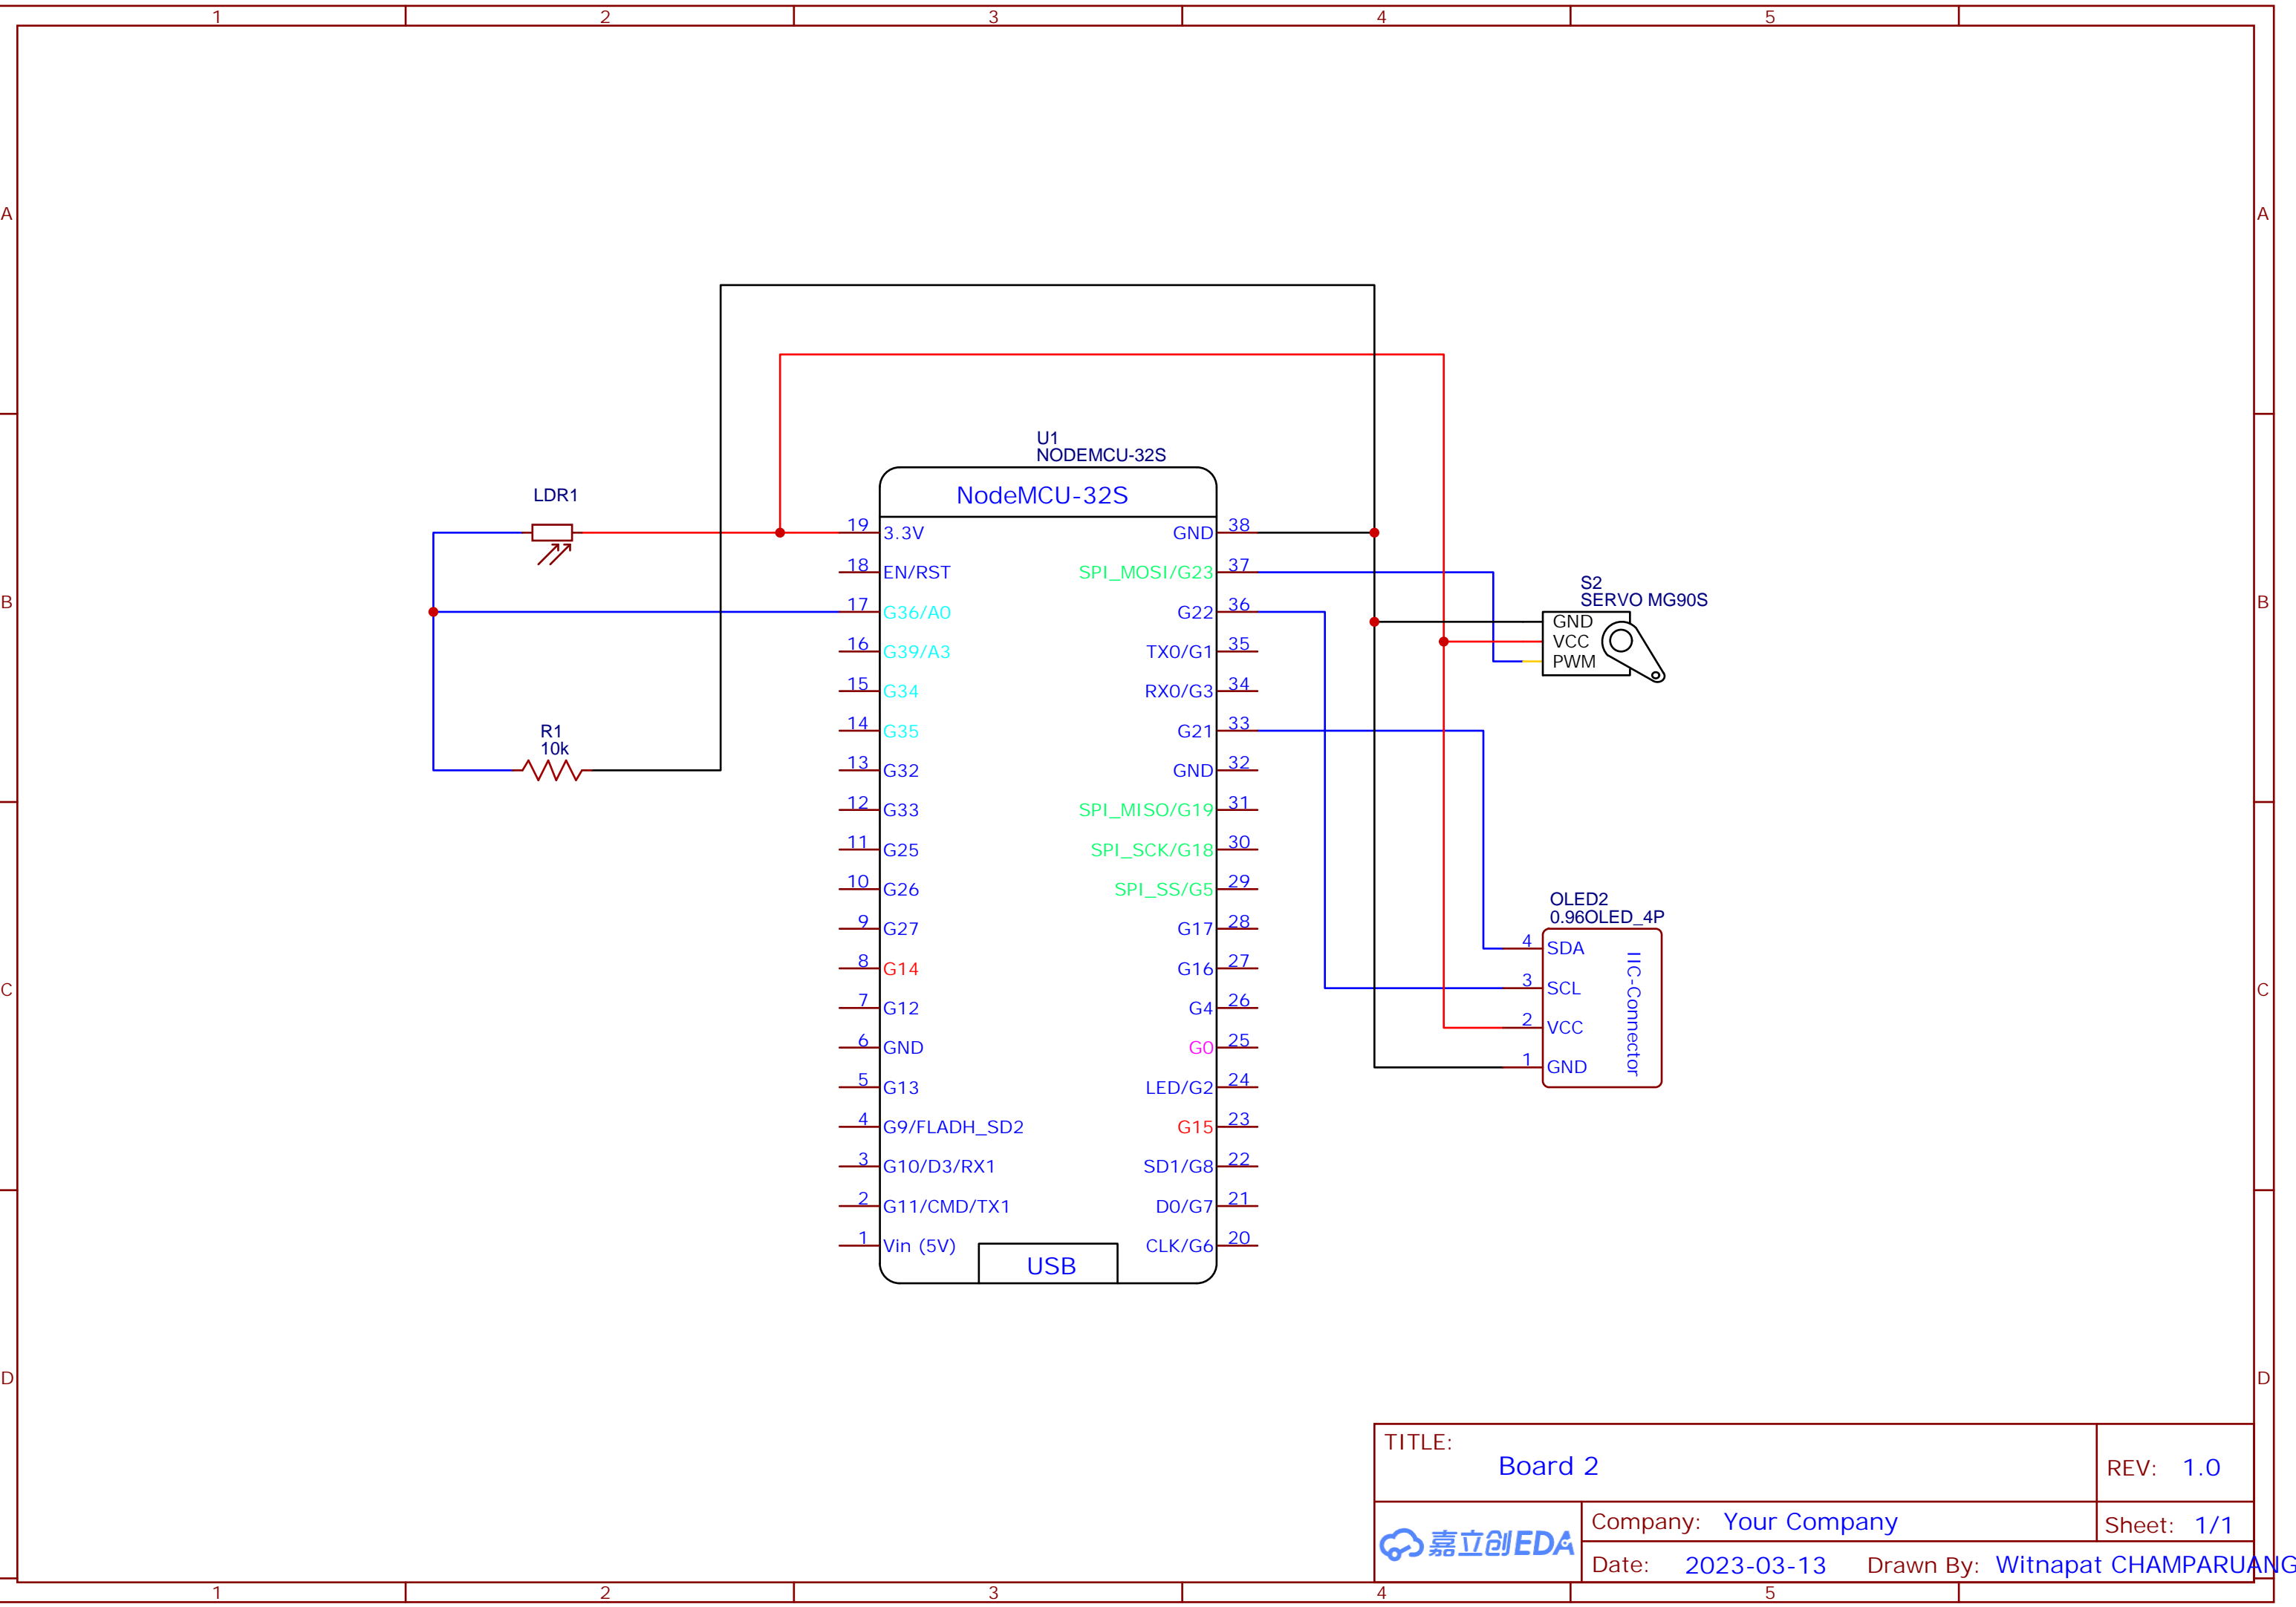 1 2 3 4 5
A A
U1
NODEMCU-32S
LDR1
NodeMCU-32S
19 3.3V GND 38
18 EN/RST SPI_MOSI/G23 37
S2
SERVO MG90S
B B
17 G36/A0 G22 36
GND
VCC
PWM
16 G39/A3 TX0/G1 35
15 G34 RX0/G3 34
14 G35 G21 33
R1
10k
13 G32 GND 32
12 G33 SPI_MISO/G19 31
11 G25 SPI_SCK/G18 30
10 G26 SPI_SS/G5 29
OLED2
0.96OLED_4P
9 G27 G17 28
4 SDA
8 G14 G16 27
C C
3 SCL
IIC-Connector
7 G12 G4 26
2 VCC
6 GND G0 25
1 GND
5 G13 LED/G2 24
4 G9/FLADH_SD2 G15 23
3 G10/D3/RX1 SD1/G8 22
2 G11/CMD/TX1 D0/G7 21
1 Vin (5V) CLK/G6 20
USB
D D
TITLE:
Board 2
REV: 1.0
嘉立创EDA
Company: Your Company
Sheet: 1/1
Date: 2023-03-13 Drawn By: Witnapat CHAMPARUANG
1 2 3 4 5